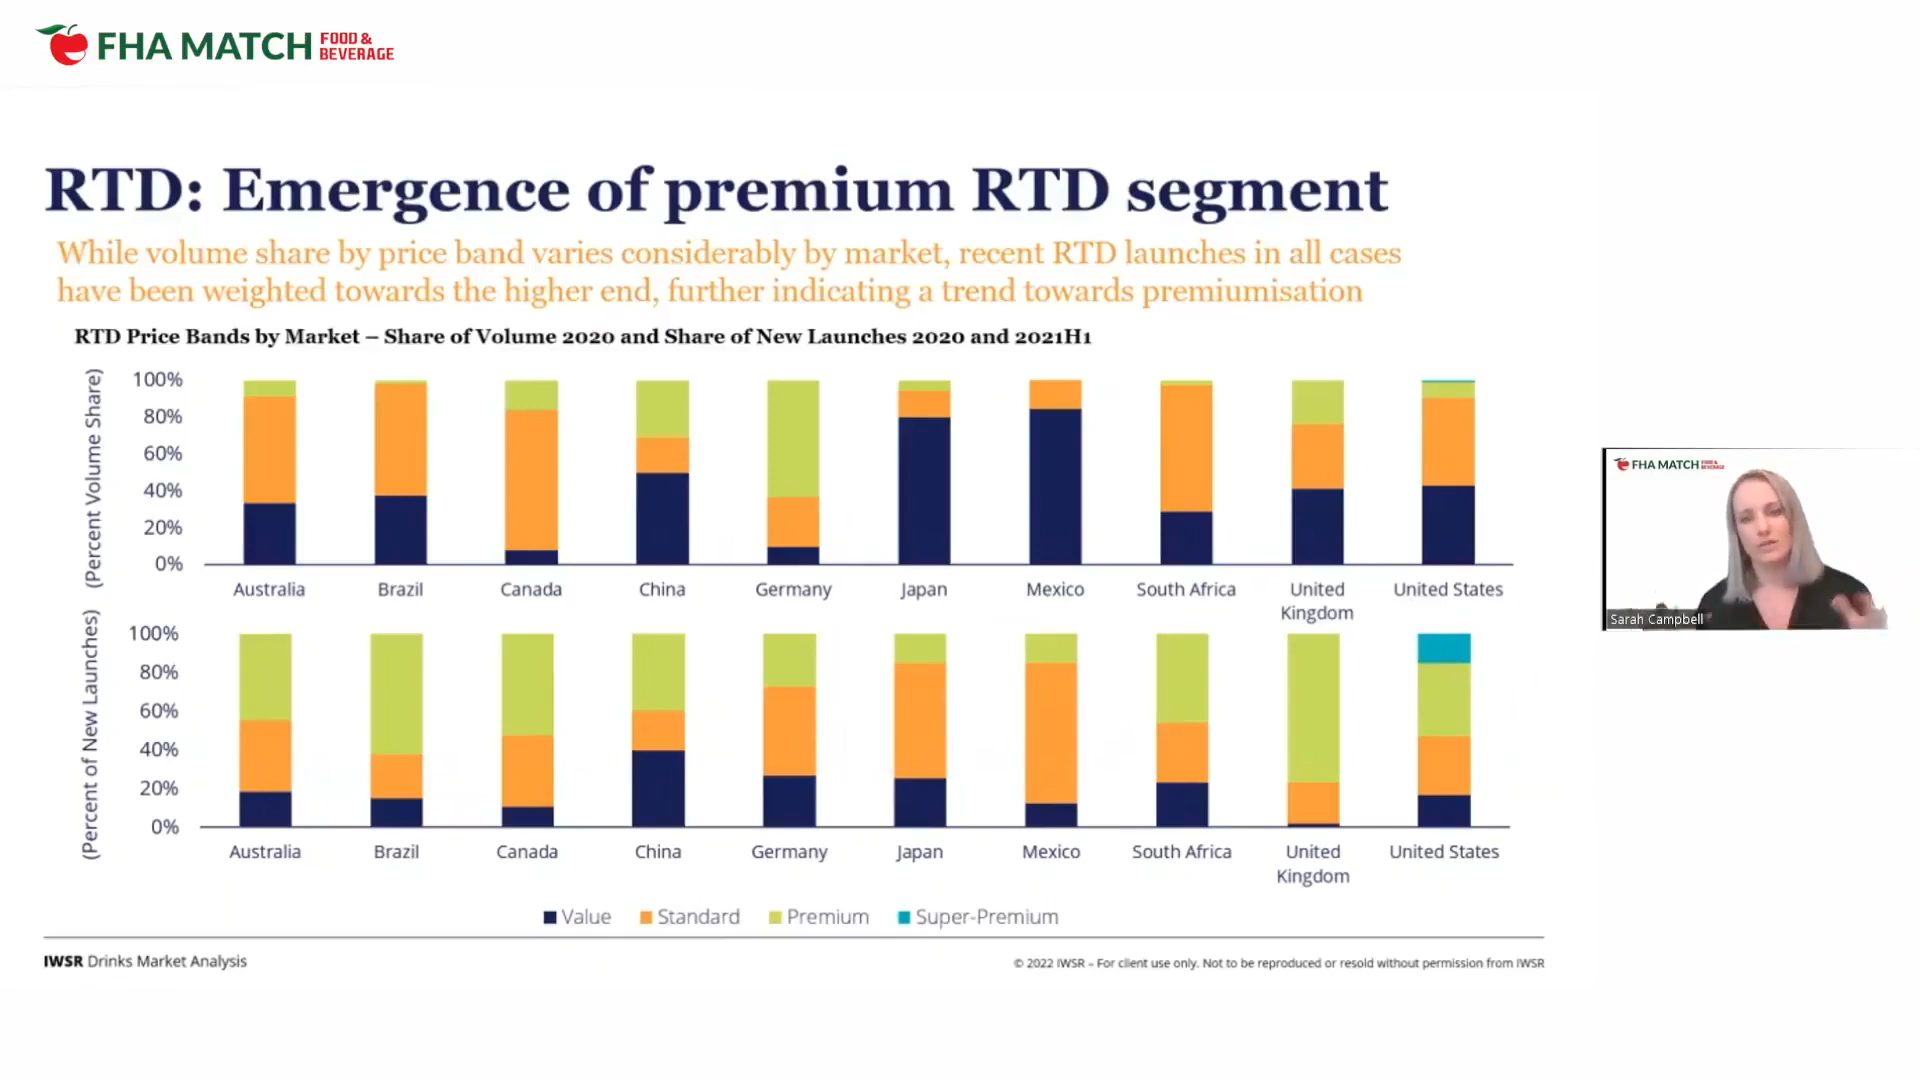 FHA MATCH FOOD & BEVERAGE
RTD: Emergence of premium RTD segment
While volume share by price band varies considerably by market, recent RTD launches in all cases
have been weighted towards the higher end, further indicating a trend towards premiumisation
RTD Price Bands by Market – Share of Volume 2020 and Share of New Launches 2020 and 2021H1
(Percent Volume Share)
100%
80%
60%
40%
20%
0%
Australia Brazil Canada China Germany Japan Mexico South Africa United Kingdom United States
(Percent of New Launches)
100%
80%
60%
40%
20%
0%
Australia Brazil Canada China Germany Japan Mexico South Africa United Kingdom United States
Value Standard Premium Super-Premium
IWSR Drinks Market Analysis
© 2022 IWSR – For client use only. Not to be reproduced or resold without permission from IWSR
FHA MATCH FOOD & BEVERAGE
Sarah Campbell